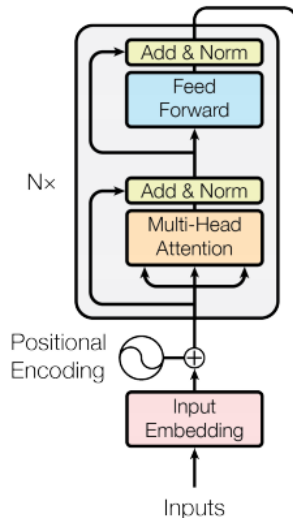 Add & Norm
Feed
Forward
N×
Add & Norm
Multi-Head
Attention
Positional
Encoding
Input
Embedding
Inputs